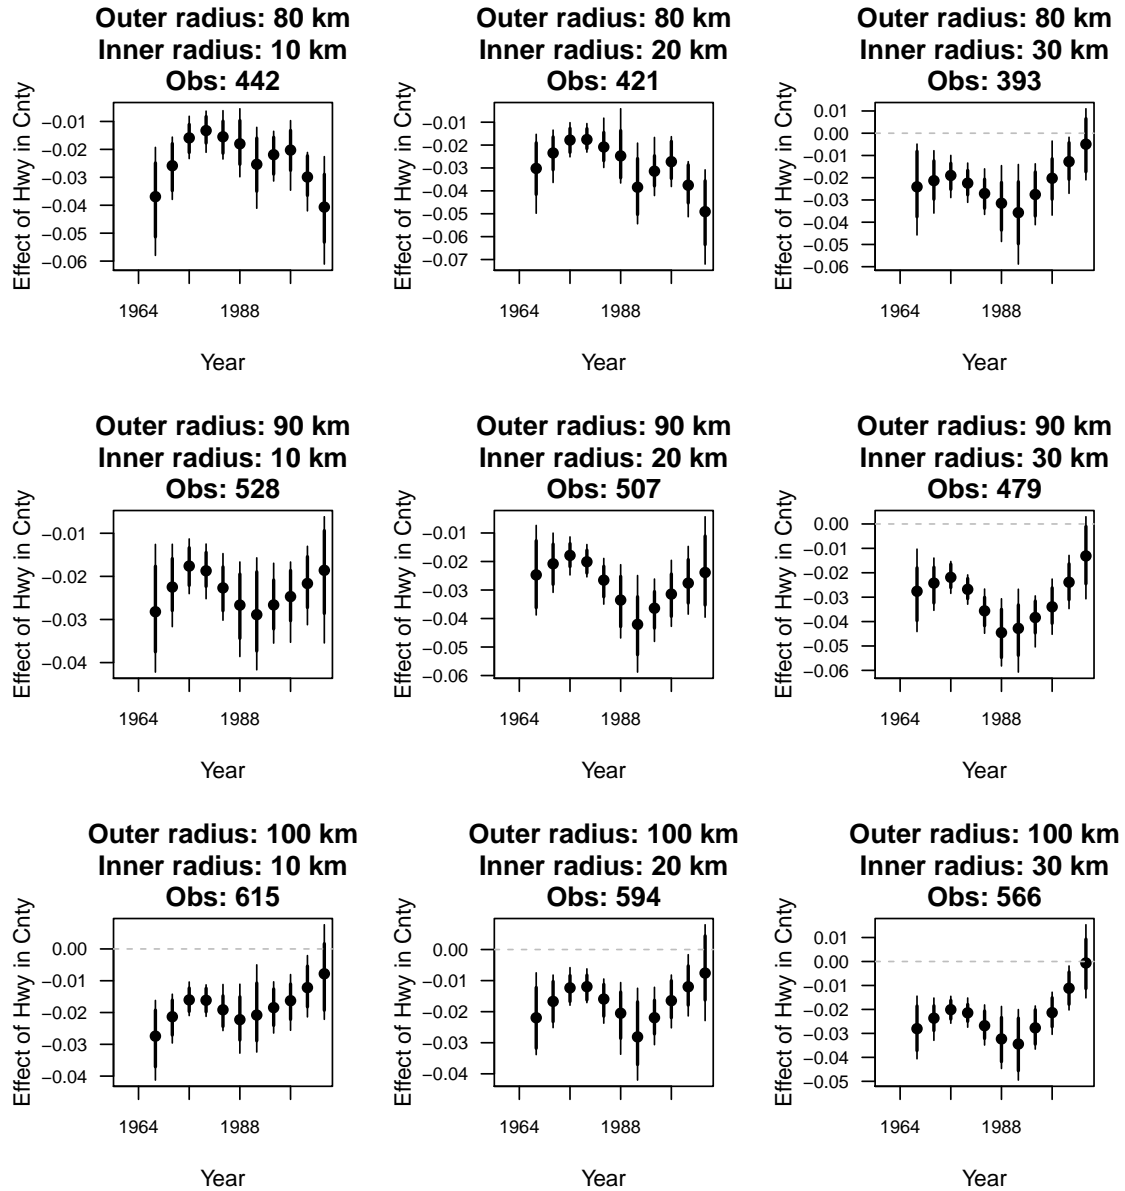 Outer radius: 80 km
Inner radius: 10 km
Obs: 442
Effect of Hwy in Cnty
−0.01
−0.02
−0.03
−0.04
−0.05
−0.06
1964
1988
Year
Outer radius: 80 km
Inner radius: 20 km
Obs: 421
Effect of Hwy in Cnty
−0.01
−0.02
−0.03
−0.04
−0.05
−0.06
−0.07
1964
1988
Year
Outer radius: 80 km
Inner radius: 30 km
Obs: 393
Effect of Hwy in Cnty
0.01
0.00
−0.01
−0.02
−0.03
−0.04
−0.05
−0.06
1964
1988
Year
Outer radius: 90 km
Inner radius: 10 km
Obs: 528
Effect of Hwy in Cnty
−0.01
−0.02
−0.03
−0.04
1964
1988
Year
Outer radius: 90 km
Inner radius: 20 km
Obs: 507
Effect of Hwy in Cnty
−0.01
−0.02
−0.03
−0.04
−0.05
−0.06
1964
1988
Year
Outer radius: 90 km
Inner radius: 30 km
Obs: 479
Effect of Hwy in Cnty
0.00
−0.01
−0.02
−0.03
−0.04
−0.05
−0.06
1964
1988
Year
Outer radius: 100 km
Inner radius: 10 km
Obs: 615
Effect of Hwy in Cnty
0.00
−0.01
−0.02
−0.03
−0.04
1964
1988
Year
Outer radius: 100 km
Inner radius: 20 km
Obs: 594
Effect of Hwy in Cnty
0.00
−0.01
−0.02
−0.03
−0.04
1964
1988
Year
Outer radius: 100 km
Inner radius: 30 km
Obs: 566
Effect of Hwy in Cnty
0.01
0.00
−0.01
−0.02
−0.03
−0.04
−0.05
1964
1988
Year